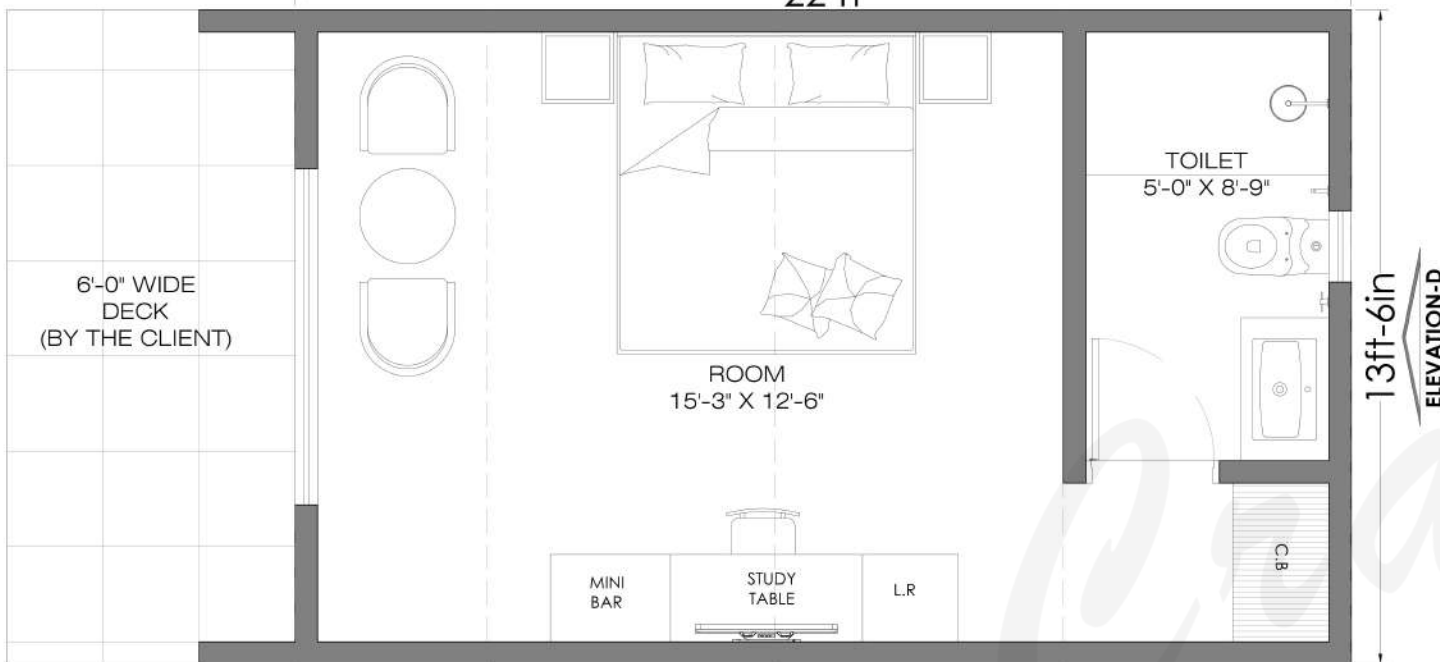 22 ft
6'-0" WIDE
DECK
(BY THE CLIENT)
ROOM
15'-3" X 12'-6"
TOILET
5'-0" X 8'-9"
13ft-6in
ELEVATION-D
MINI
BAR
STUDY
TABLE
L.R
C.B